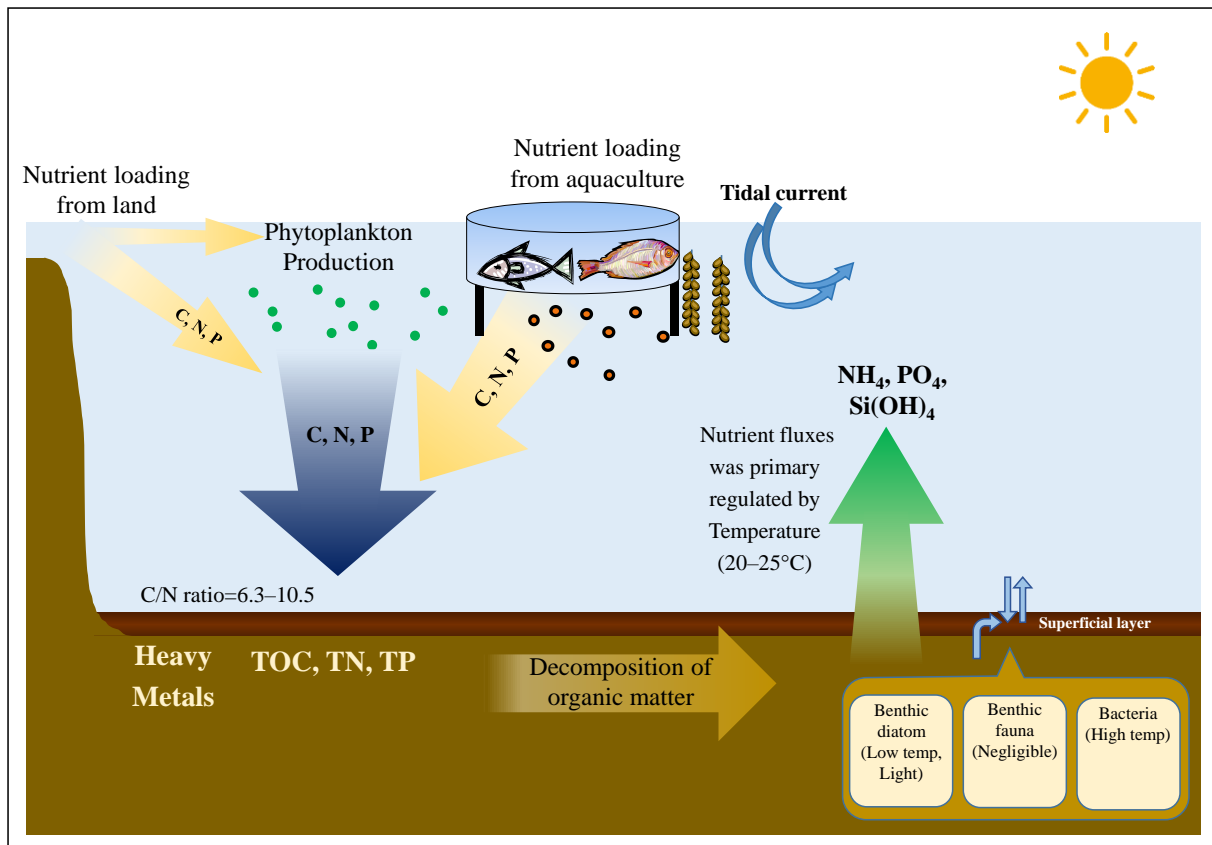 Nutrient loading
from land
Nutrient loading
from aquaculture
Tidal current
Phytoplankton
Production
C, N, P
C, N, P
C, N, P
NH₄, PO₄,
Si(OH)₄
Nutrient fluxes
was primary
regulated by
Temperature
(20–25°C)
C/N ratio=6.3–10.5
Superficial layer
Heavy
Metals
TOC, TN, TP
Decomposition of
organic matter
Benthic
diatom
(Low temp,
Light)
Benthic
fauna
(Negligible)
Bacteria
(High temp)